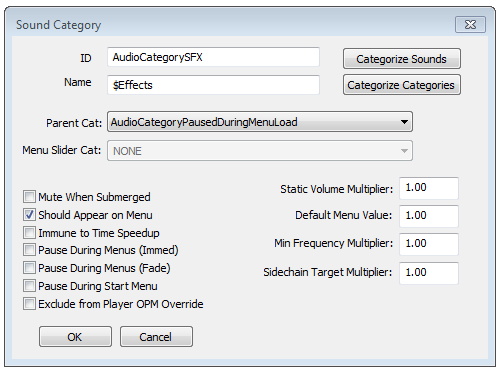 Sound Category
ID AudioCategorySFX Categorize Sounds
Name $Effects Categorize Categories
Parent Cat: AudioCategoryPausedDuringMenuLoad
Menu Slider Cat: NONE
Mute When Submerged
Should Appear on Menu
Immune to Time Speedup
Pause During Menus (Immed)
Pause During Menus (Fade)
Pause During Start Menu
Exclude from Player OPM Override
Static Volume Multiplier: 1.00
Default Menu Value: 1.00
Min Frequency Multiplier: 1.00
Sidechain Target Multiplier: 1.00
OK Cancel